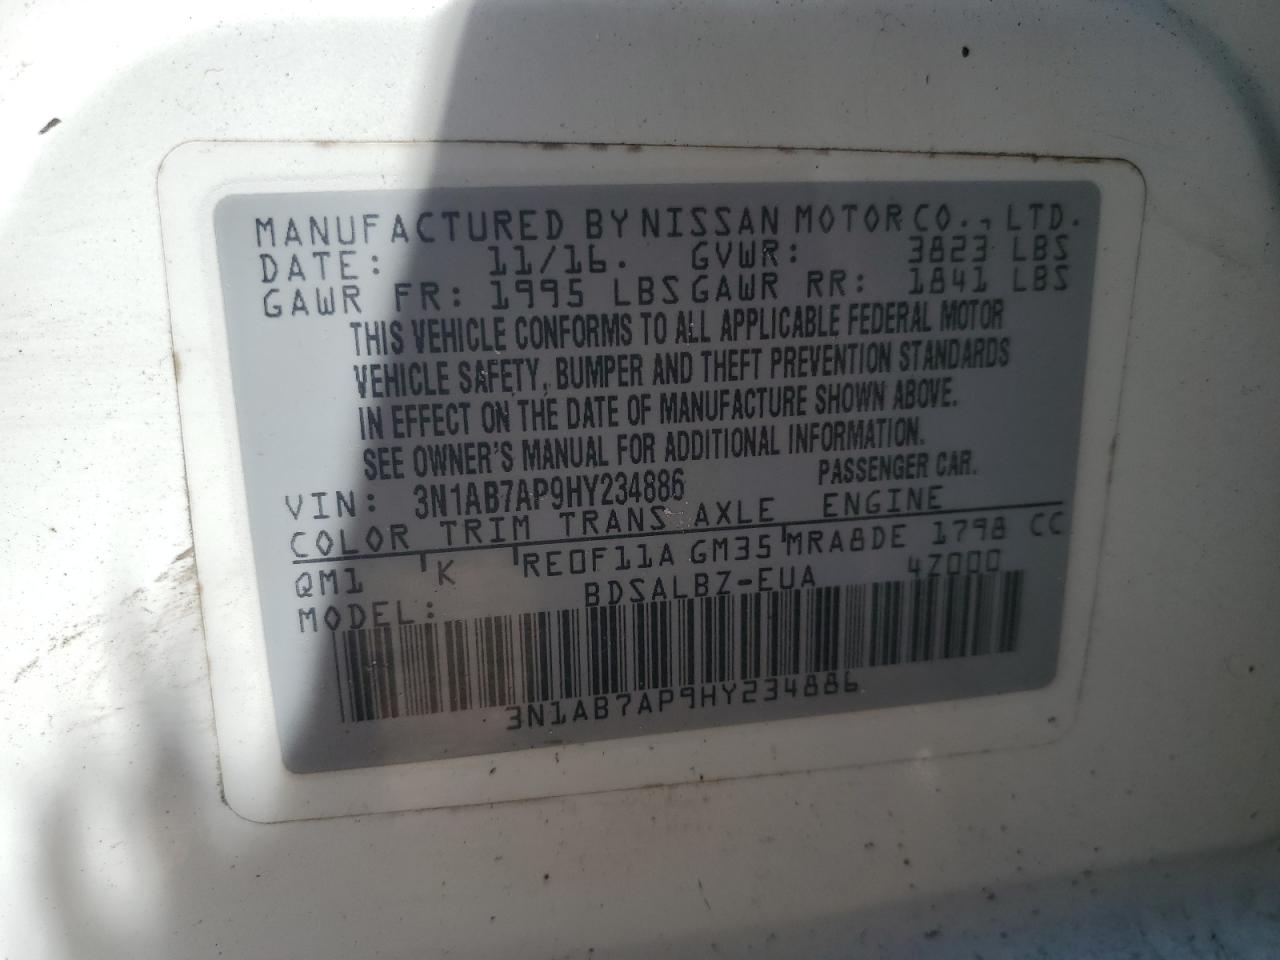 MANUFACTURED BY NISSAN MOTOR CO., LTD.
DATE: 11/16. GVWR: 3823 LBS
GAWR FR: 1995 LBS GAWR RR: 1841 LBS
THIS VEHICLE CONFORMS TO ALL APPLICABLE FEDERAL MOTOR
VEHICLE SAFETY, BUMPER AND THEFT PREVENTION STANDARDS
IN EFFECT ON THE DATE OF MANUFACTURE SHOWN ABOVE.
SEE OWNER'S MANUAL FOR ADDITIONAL INFORMATION.
VIN: 3N1AB7AP9HY234886 PASSENGER CAR.
COLOR TRIM TRANS AXLE ENGINE
QM1 K RE0F11A GM35 MRA8DE 1798 CC
MODEL: BDSALBZ-EUA 47000
3N1AB7AP9HY234886